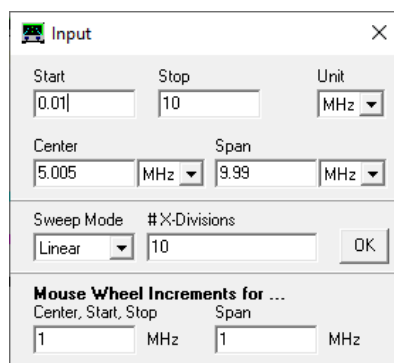 Input
Start Stop Unit
0.01 10 MHz
Center Span
5.005 MHz 9.99 MHz
Sweep Mode # X-Divisions
Linear 10 OK
Mouse Wheel Increments for ...
Center, Start, Stop Span
1 MHz 1 MHz